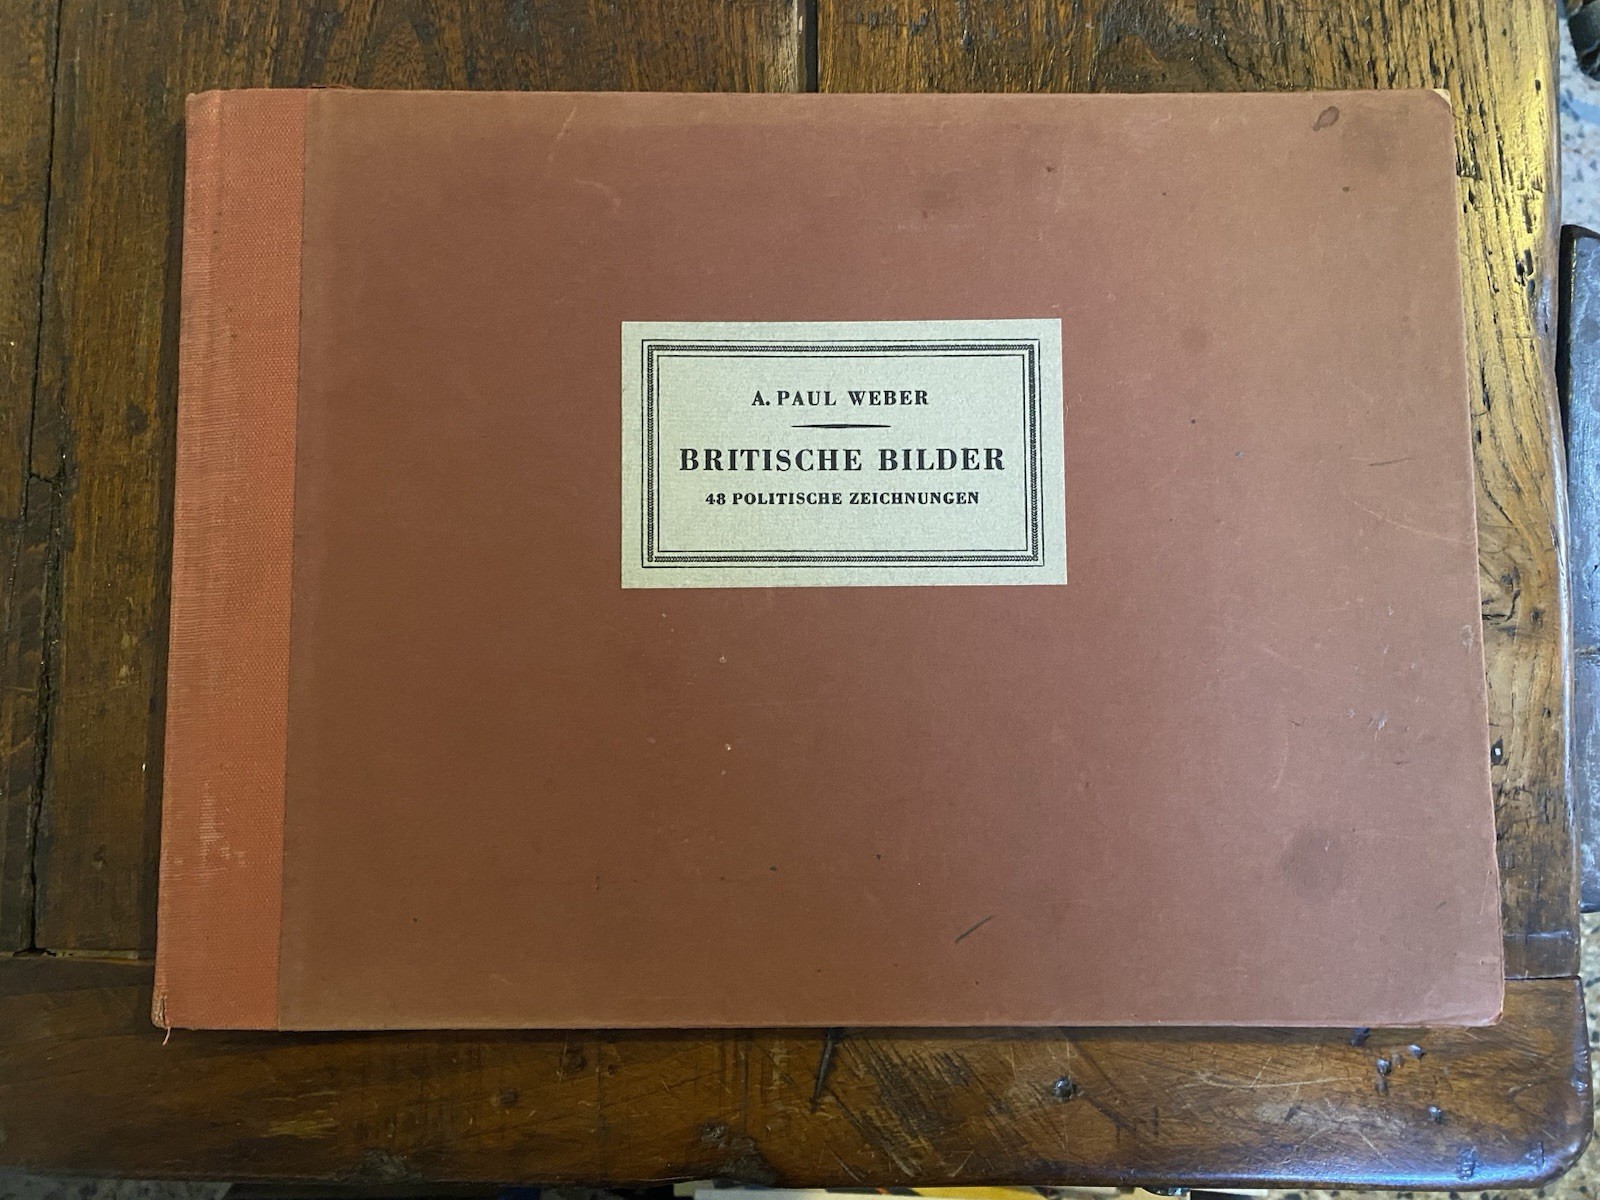 A. PAUL WEBER
BRITISCHE BILDER
48 POLITISCHE ZEICHNUNGEN